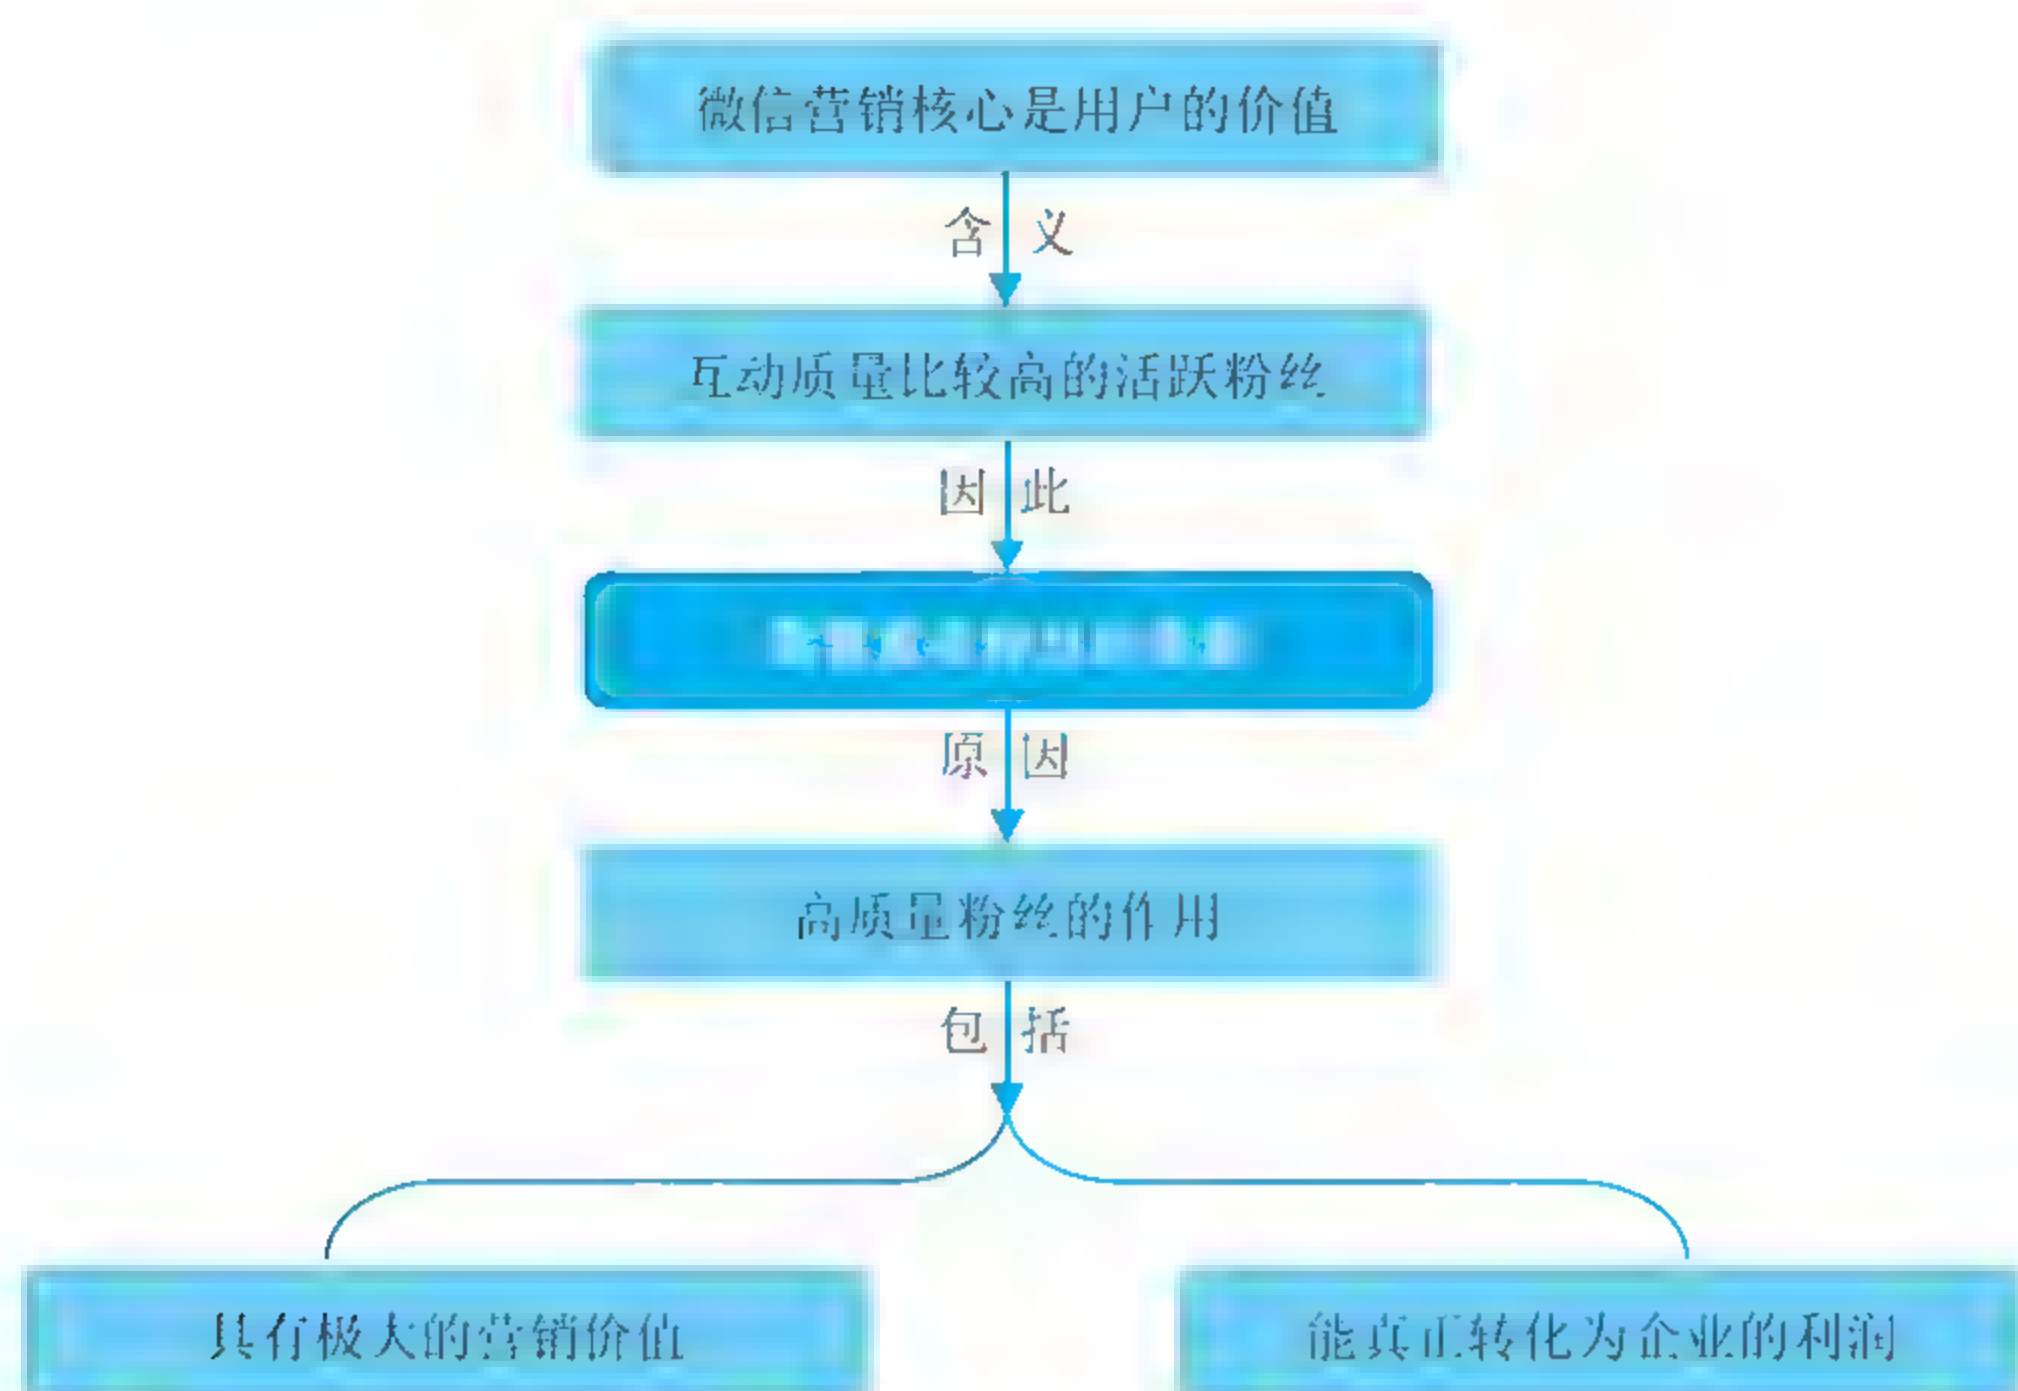 微信营销核心是用户的价值
含义
互动质量比较高的活跃粉丝
因此
原因
高质量粉丝的作用
包括
具有极大的营销价值
能真正转化为企业的利润